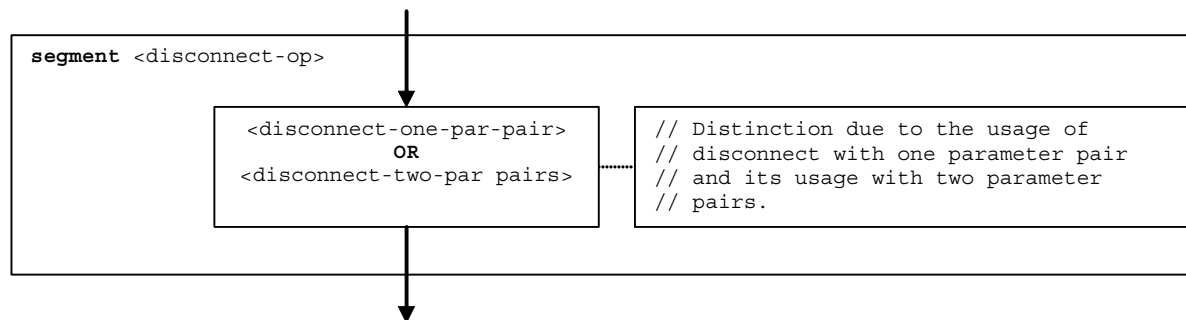 segment <disconnect-op>
<disconnect-one-par-pair>
OR
<disconnect-two-par pairs>
// Distinction due to the usage of
// disconnect with one parameter pair
// and its usage with two parameter
// pairs.